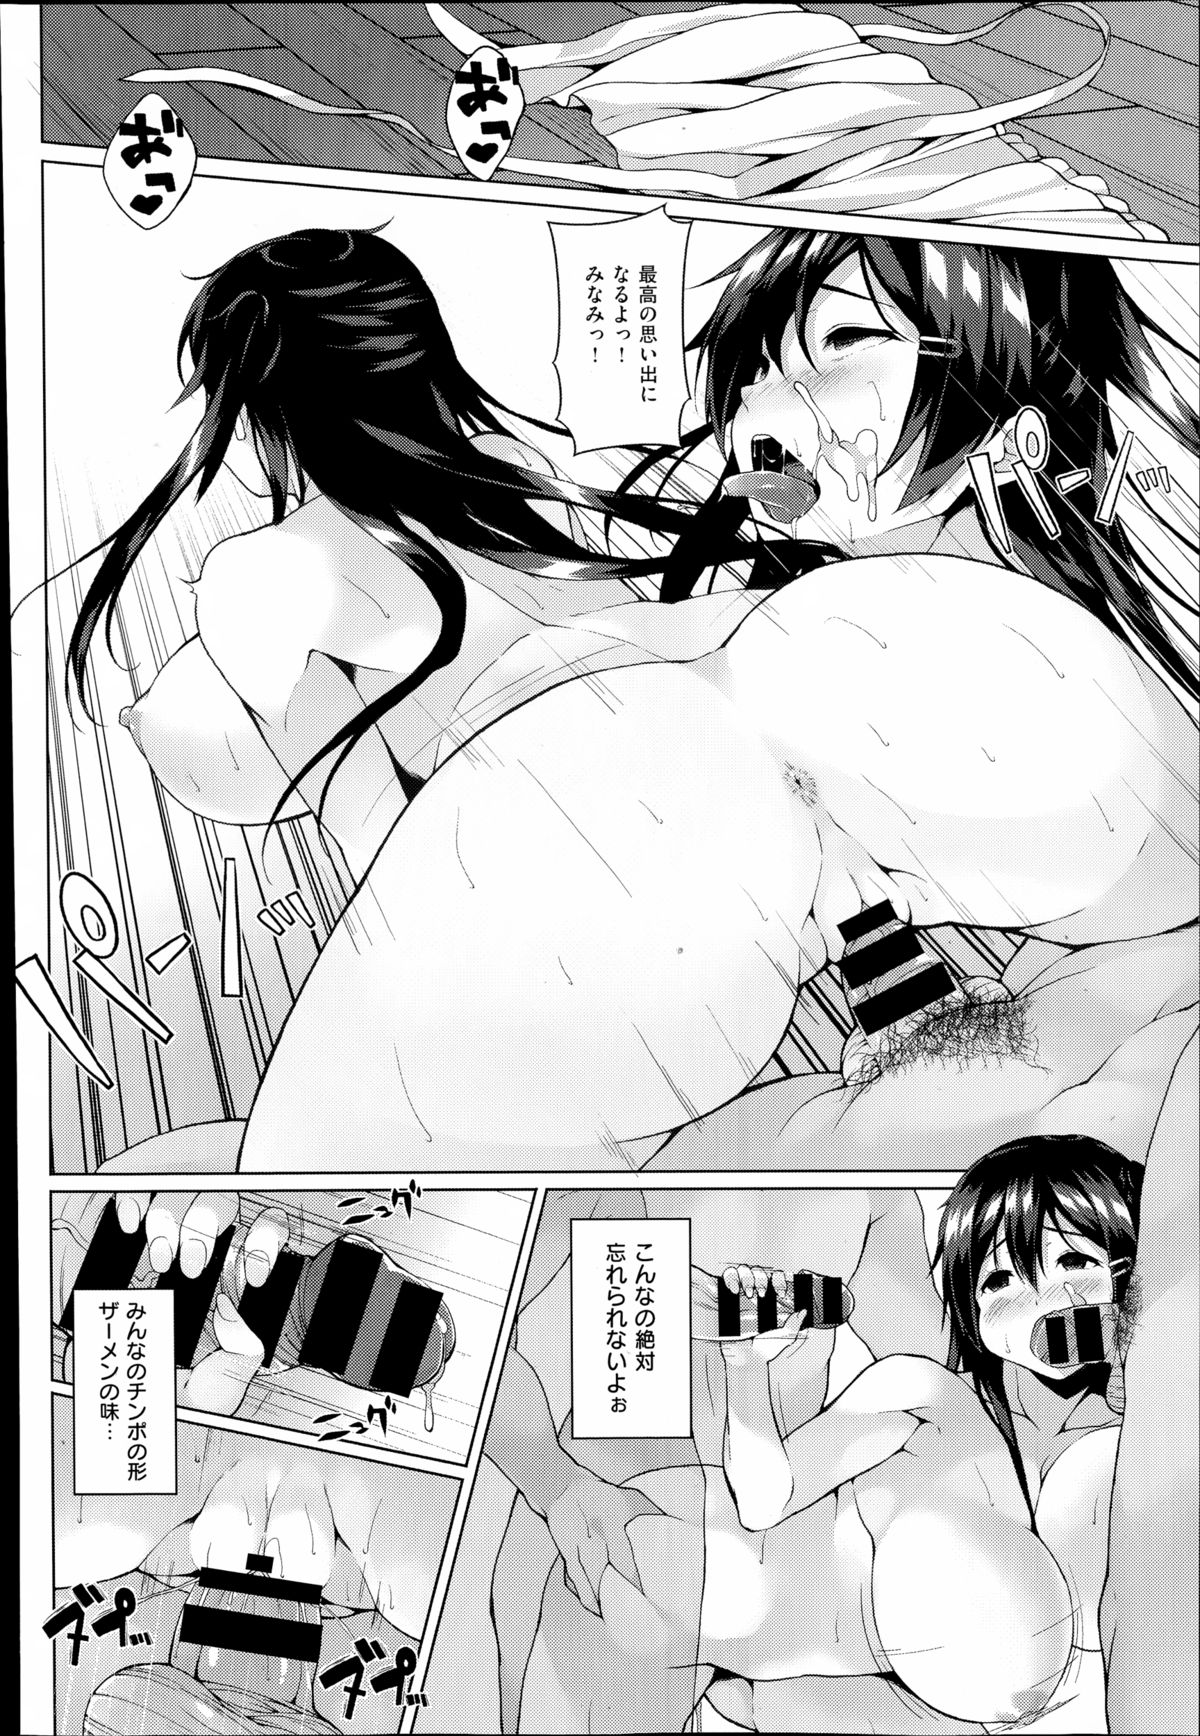 お゛っ♥
お゛っ♥
最高の思い出に
なるよっ！
みなみっ！
パーンッ
パーンッ
こんなの絶対
忘れられないよぉ
みんなのチンポの形
ザーメンの味…